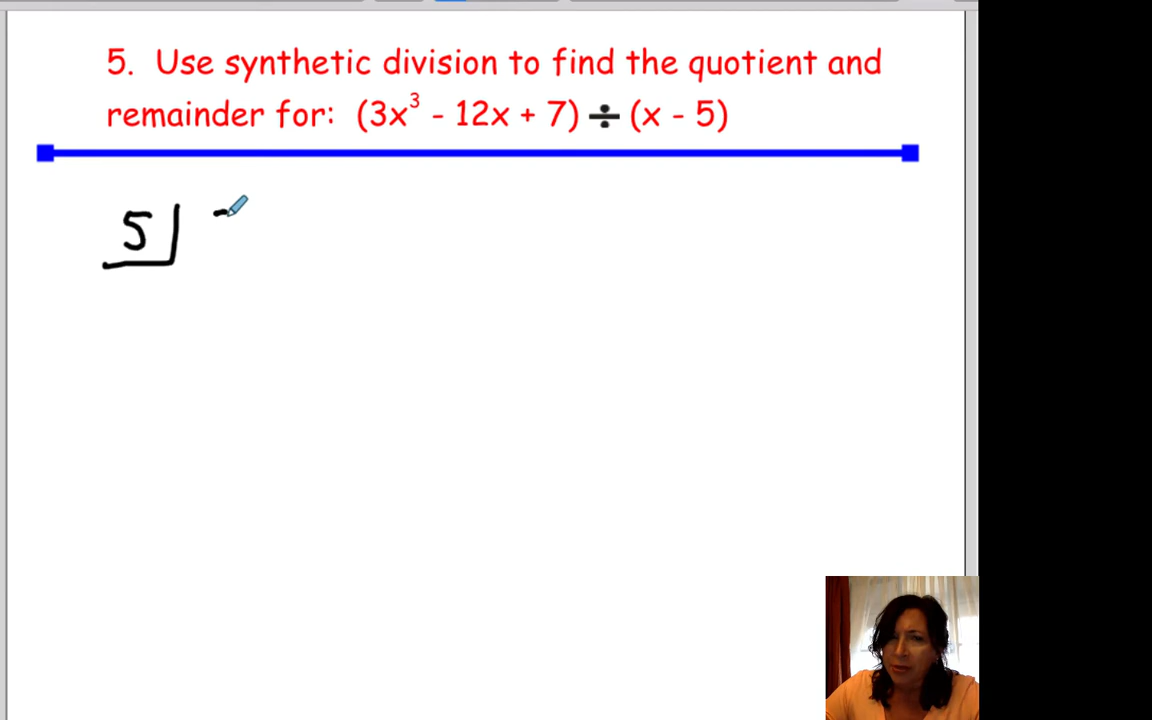 5. Use synthetic division to find the quotient and
remainder for: (3x³ - 12x + 7) ÷ (x - 5)
5